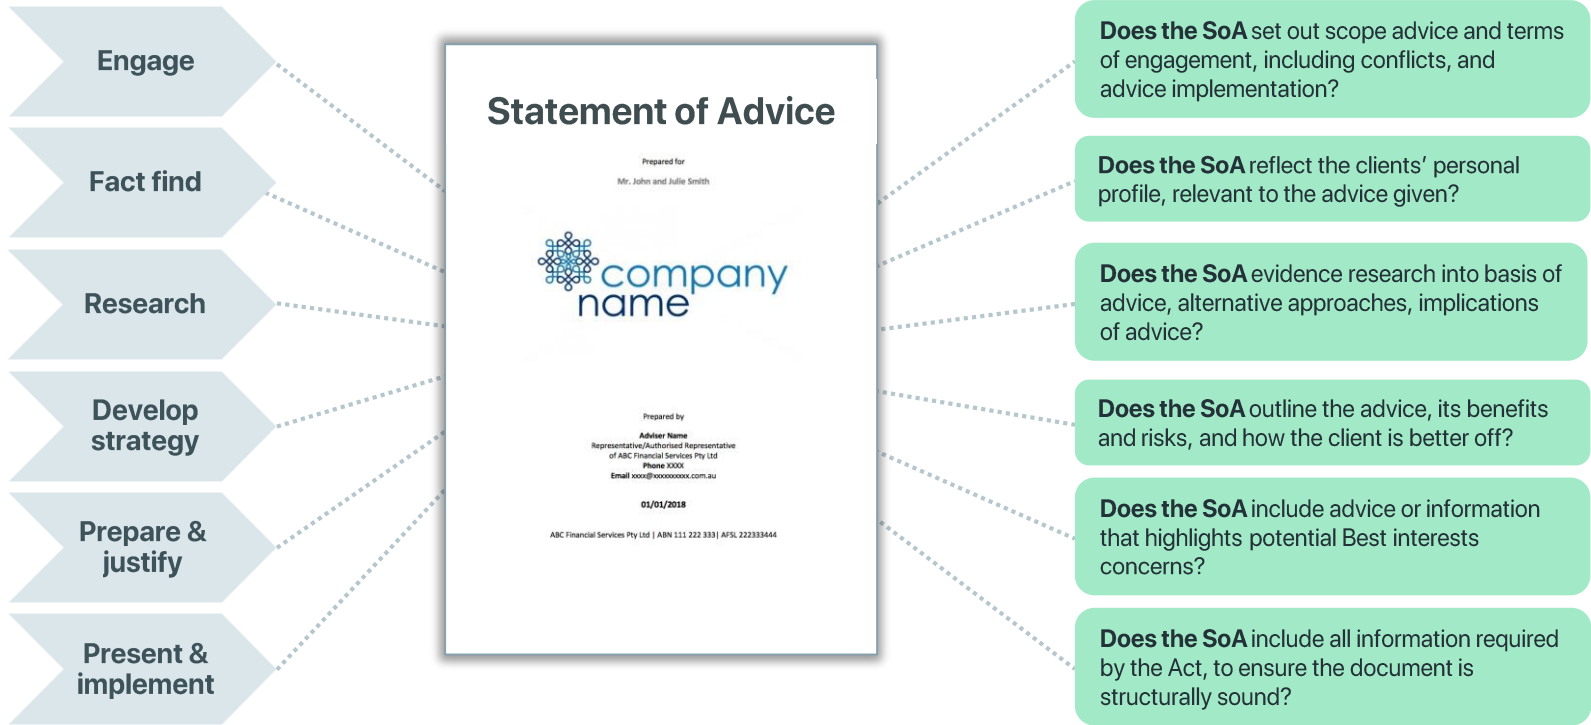 Engage
Fact find
Research
Develop
strategy
Prepare &
justify
Present &
implement
Statement of Advice
Prepared for
Mr. John and Julie Smith
company
name
Prepared by
Adviser Name
Representative/Authorised Representative
of ABC Financial Services Pty Ltd
Phone XXXX
Email xxxx@xxxxxxxxxx.com.au
01/01/2018
ABC Financial Services Pty Ltd | ABN 111 222 333| AFSL 222333444
Does the SoA set out scope advice and terms
of engagement, including conflicts, and
advice implementation?
Does the SoA reflect the clients’ personal
profile, relevant to the advice given?
Does the SoA evidence research into basis of
advice, alternative approaches, implications
of advice?
Does the SoA outline the advice, its benefits
and risks, and how the client is better off?
Does the SoA include advice or information
that highlights potential Best interests
concerns?
Does the SoA include all information required
by the Act, to ensure the document is
structurally sound?